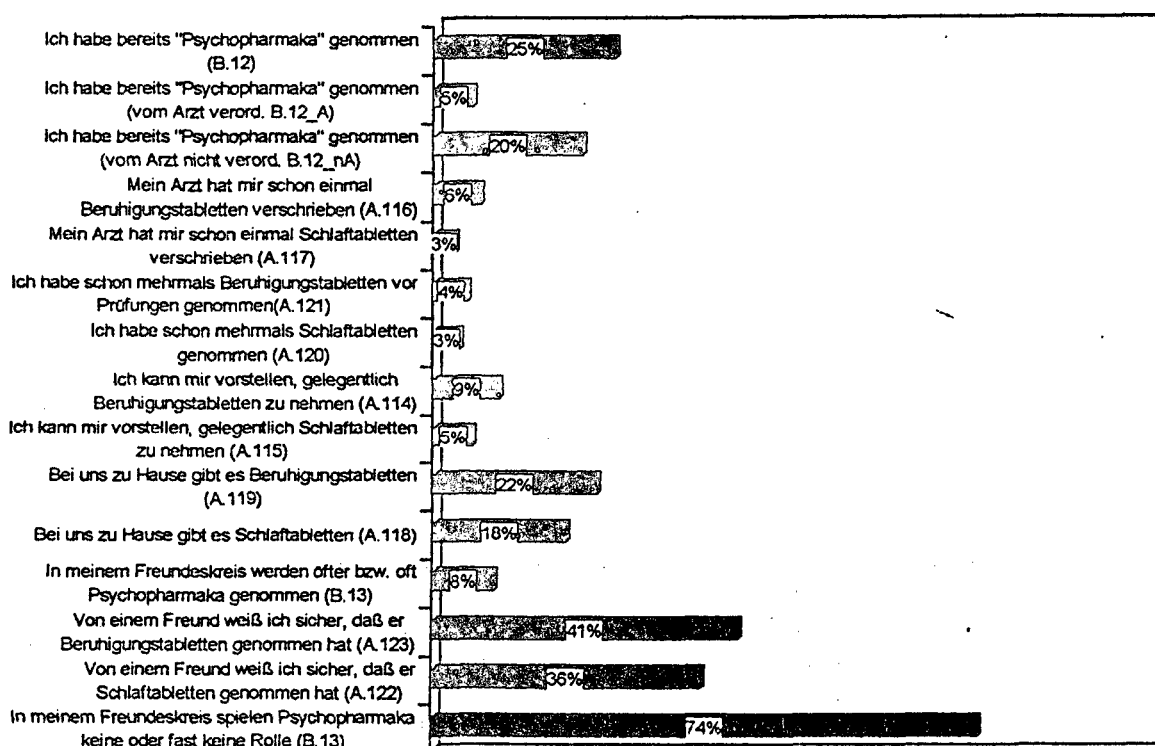 Ich habe bereits "Psychopharmaka" genommen
(B.12)
25%
Ich habe bereits "Psychopharmaka" genommen
(vom Arzt verord. B.12_A)
5%
Ich habe bereits "Psychopharmaka" genommen
(vom Arzt nicht verord. B.12_nA)
20%
Mein Arzt hat mir schon einmal
Beruhigungstabletten verschrieben (A.116)
6%
Mein Arzt hat mir schon einmal Schlaftabletten
verschrieben (A.117)
3%
Ich habe schon mehrmals Beruhigungstabletten vor
Prüfungen genommen(A.121)
4%
Ich habe schon mehrmals Schlaftabletten
genommen (A.120)
3%
Ich kann mir vorstellen, gelegentlich
Beruhigungstabletten zu nehmen (A.114)
9%
Ich kann mir vorstellen, gelegentlich Schlaftabletten
zu nehmen (A.115)
5%
Bei uns zu Hause gibt es Beruhigungstabletten
(A.119)
22%
Bei uns zu Hause gibt es Schlaftabletten (A.118)
18%
In meinem Freundeskreis werden öfter bzw. oft
Psychopharmaka genommen (B.13)
8%
Von einem Freund weiß ich sicher, daß er
Beruhigungstabletten genommen hat (A.123)
41%
Von einem Freund weiß ich sicher, daß er
Schlaftabletten genommen hat (A.122)
36%
In meinem Freundeskreis spielen Psychopharmaka
keine oder fast keine Rolle (B.13)
74%